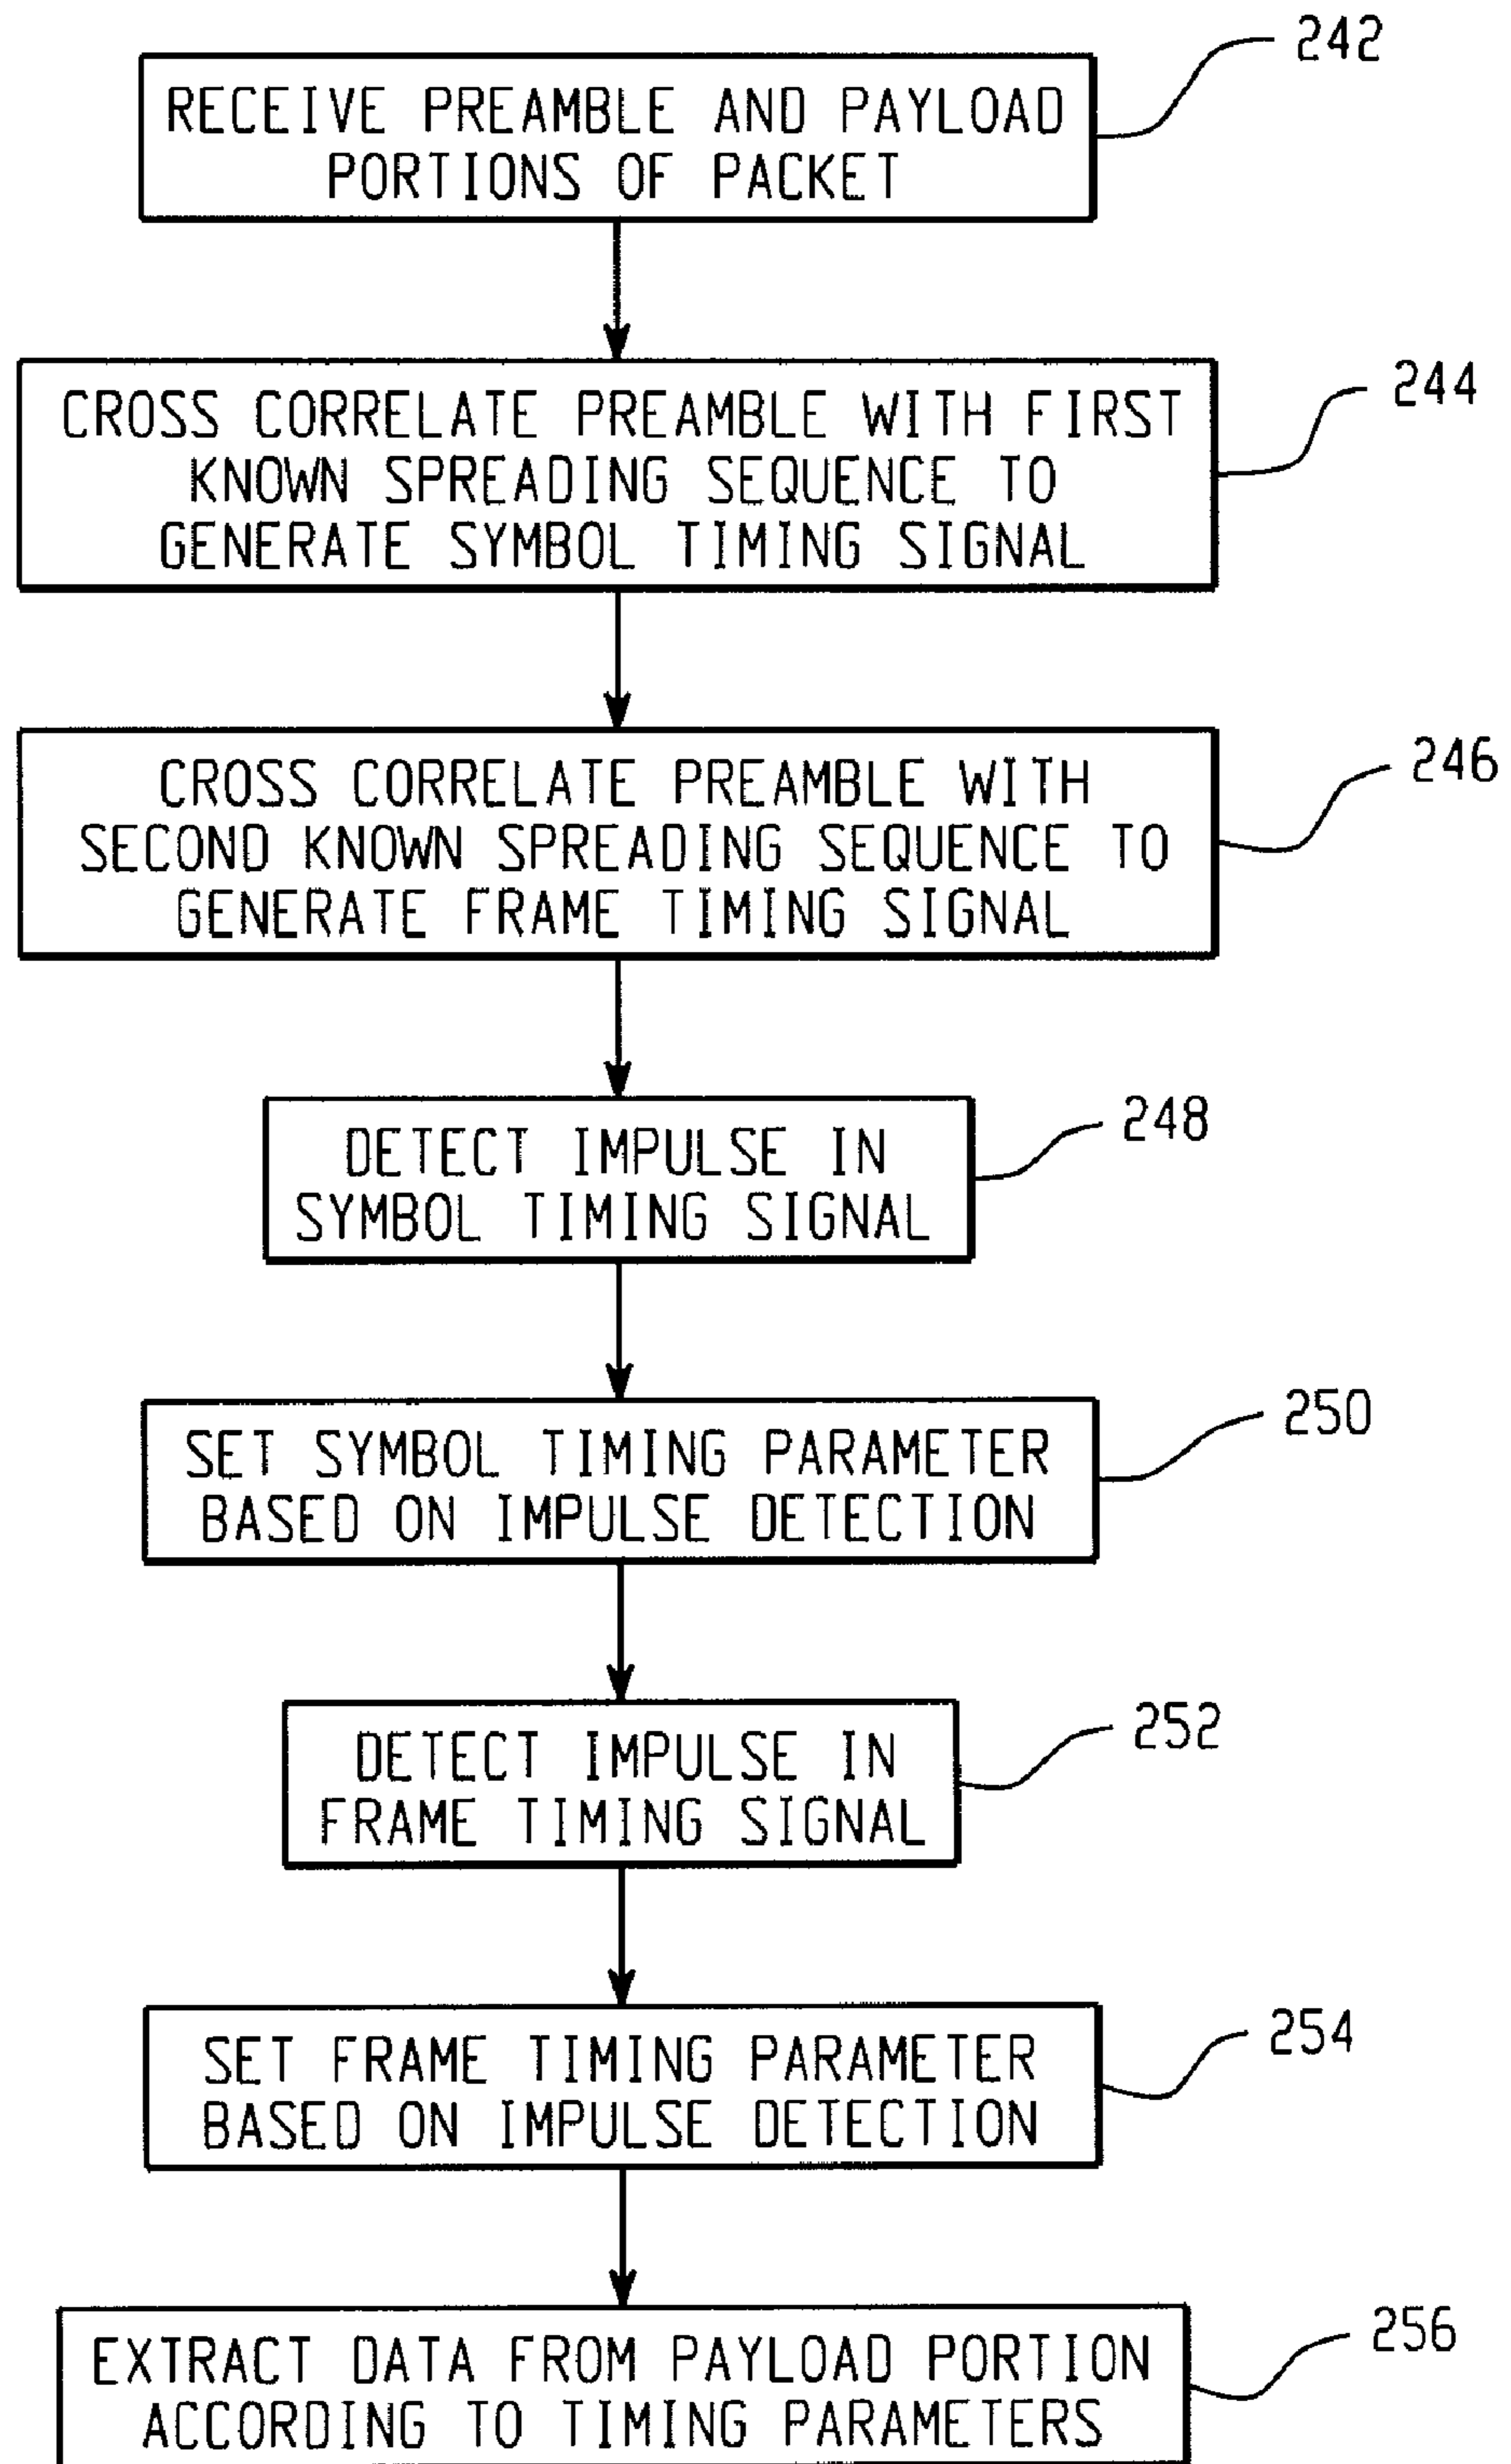 242
RECEIVE PREAMBLE AND PAYLOAD
PORTIONS OF PACKET
244
CROSS CORRELATE PREAMBLE WITH FIRST
KNOWN SPREADING SEQUENCE TO
GENERATE SYMBOL TIMING SIGNAL
246
CROSS CORRELATE PREAMBLE WITH
SECOND KNOWN SPREADING SEQUENCE TO
GENERATE FRAME TIMING SIGNAL
248
DETECT IMPULSE IN
SYMBOL TIMING SIGNAL
250
SET SYMBOL TIMING PARAMETER
BASED ON IMPULSE DETECTION
252
DETECT IMPULSE IN
FRAME TIMING SIGNAL
254
SET FRAME TIMING PARAMETER
BASED ON IMPULSE DETECTION
256
EXTRACT DATA FROM PAYLOAD PORTION
ACCORDING TO TIMING PARAMETERS